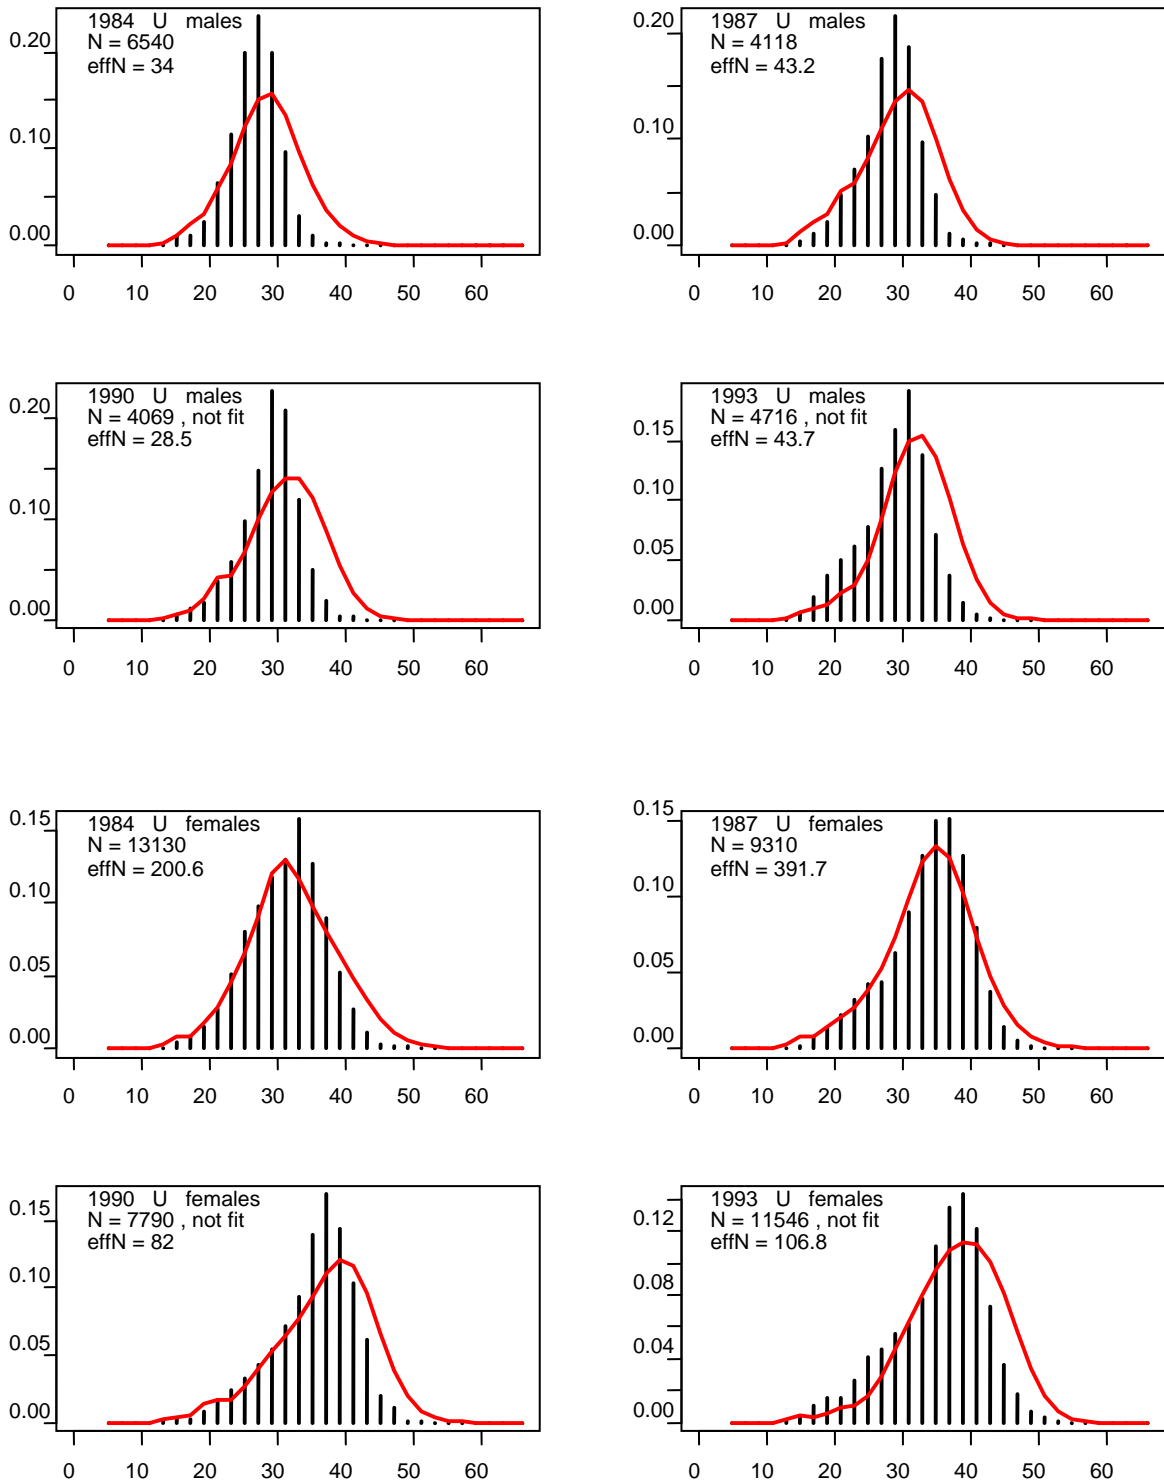 1984 U males
N = 6540
effN = 34
0.20
0.10
0.00
0 10 20 30 40 50 60
1987 U males
N = 4118
effN = 43.2
0.20
0.10
0.00
0 10 20 30 40 50 60
1990 U males
N = 4069 , not fit
effN = 28.5
0.20
0.10
0.00
0 10 20 30 40 50 60
1993 U males
N = 4716 , not fit
effN = 43.7
0.15
0.10
0.05
0.00
0 10 20 30 40 50 60
1984 U females
N = 13130
effN = 200.6
0.15
0.10
0.05
0.00
0 10 20 30 40 50 60
1987 U females
N = 9310
effN = 391.7
0.15
0.10
0.05
0.00
0 10 20 30 40 50 60
1990 U females
N = 7790 , not fit
effN = 82
0.15
0.10
0.05
0.00
0 10 20 30 40 50 60
1993 U females
N = 11546 , not fit
effN = 106.8
0.12
0.08
0.04
0.00
0 10 20 30 40 50 60